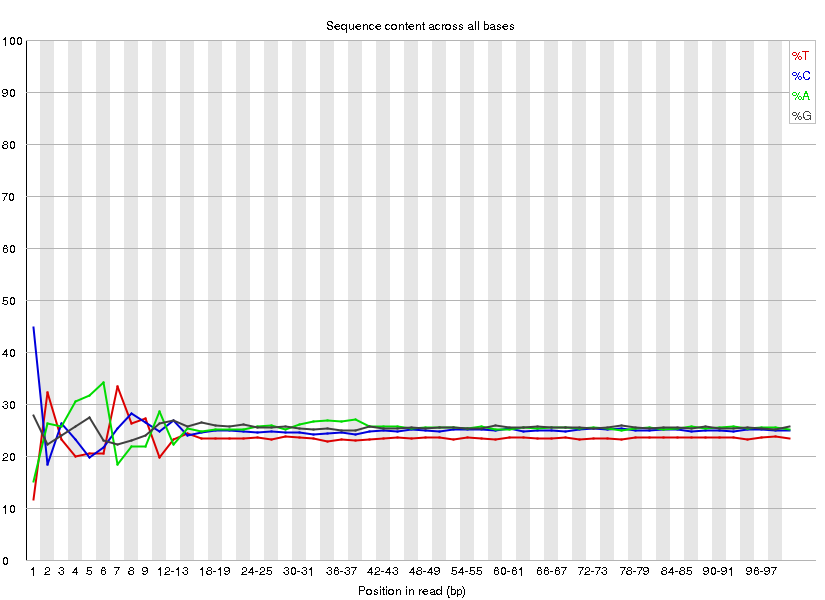 Sequence content across all bases
100
90
80
70
60
50
40
30
20
10
0
%T
%C
%A
%G
1 2 3 4 5 6 7 8 9 12-13 18-19 24-25 30-31 36-37 42-43 48-49 54-55 60-61 66-67 72-73 78-79 84-85 90-91 96-97
Position in read (bp)